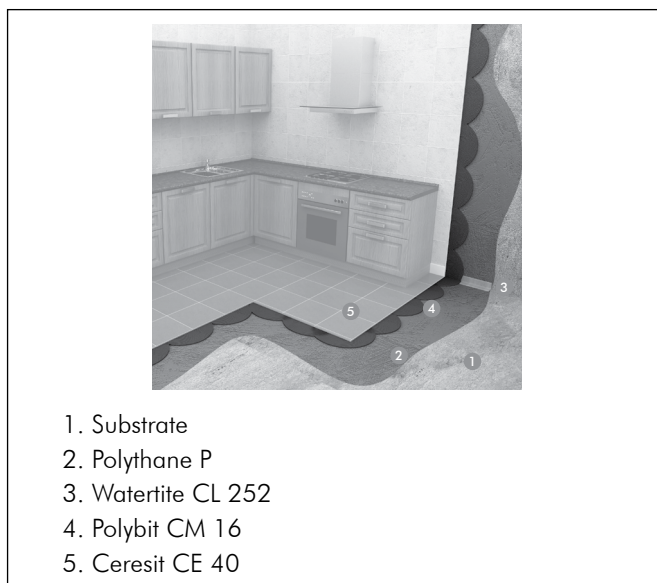 5
4
3
2
1
1. Substrate
2. Polythane P
3. Watertite CL 252
4. Polybit CM 16
5. Ceresit CE 40